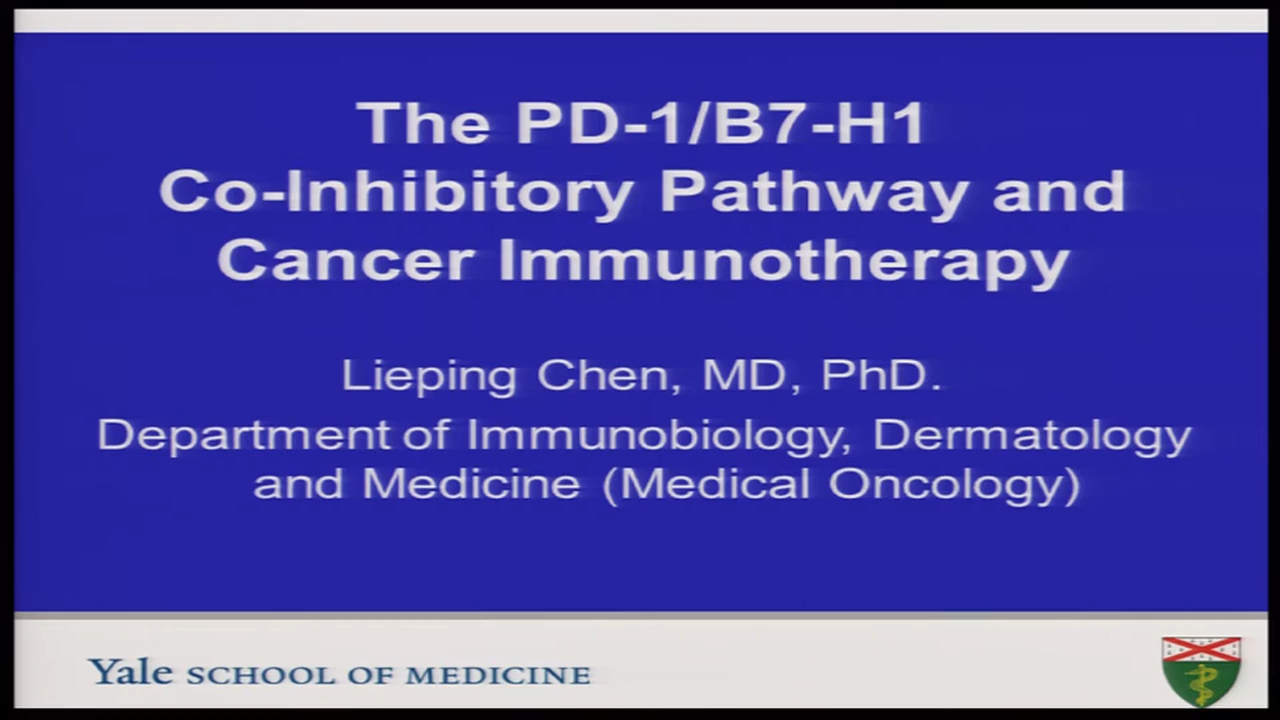 The PD-1/B7-H1
Co-Inhibitory Pathway and
Cancer Immunotherapy
Lieping Chen, MD, PhD.
Department of Immunobiology, Dermatology
and Medicine (Medical Oncology)
Yale SCHOOL OF MEDICINE